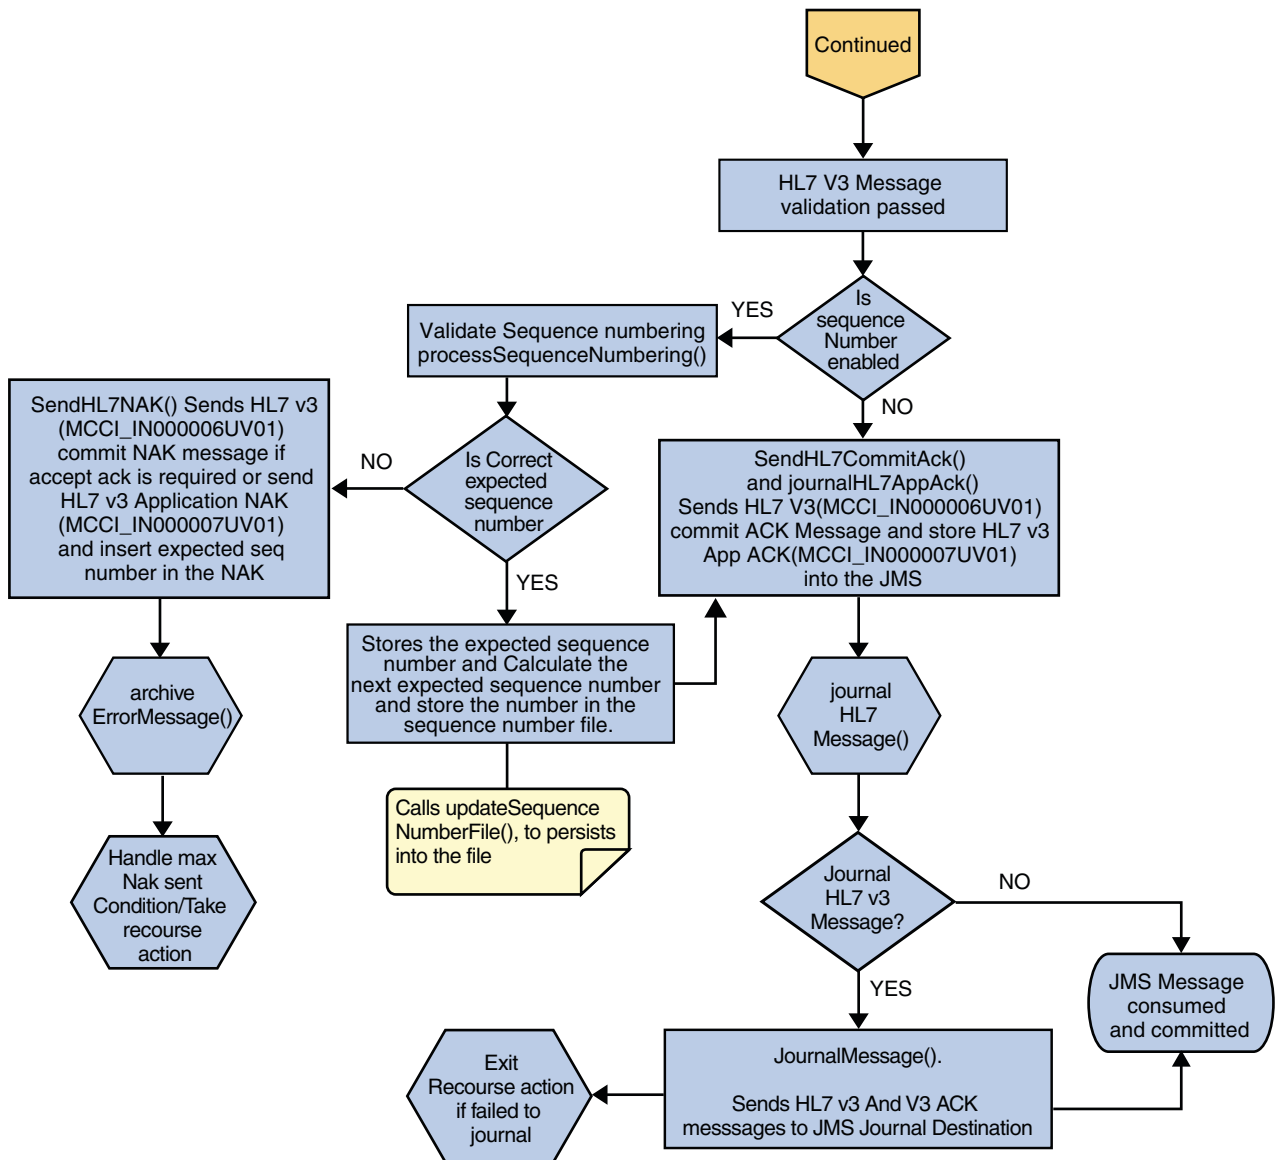 Continued
HL7 V3 Message
validation passed
Is
sequence
Number
enabled
YES
NO
Validate Sequence numbering
processSequenceNumbering()
Is Correct
expected
sequence
number
NO
YES
SendHL7NAK() Sends HL7 v3
(MCCI_IN000006UV01)
commit NAK message if
accept ack is required or send
HL7 v3 Application NAK
(MCCI_IN000007UV01)
and insert expected seq
number in the NAK
SendHL7CommitAck()
and journalHL7AppAck()
Sends HL7 V3(MCCI_IN000006UV01)
commit ACK Message and store HL7 v3
App ACK(MCCI_IN000007UV01)
into the JMS
Stores the expected sequence
number and Calculate the
next expected sequence number
and store the number in the
sequence number file.
archive
ErrorMessage()
journal
HL7
Message()
Calls updateSequence
NumberFile(), to persists
into the file
Handle max
Nak sent
Condition/Take
recourse
action
Journal
HL7 v3
Message?
NO
YES
JMS Message
consumed
and committed
JournalMessage().
Sends HL7 v3 And V3 ACK
messsages to JMS Journal Destination
Exit
Recourse action
if failed to
journal